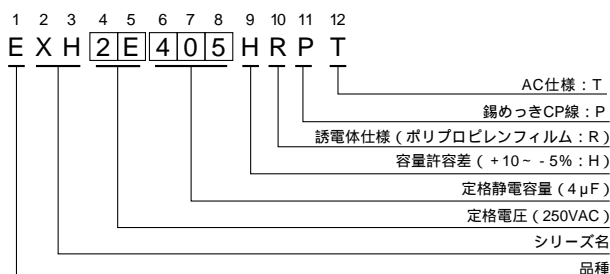 1 2 3 4 5 6 7 8 9 10 11 12
E X H 2 E 4 0 5 H R P T
AC仕様:T
錫めっきCP線:P
誘電体仕様(ポリプロピレンフィルム:R)
容量許容差(+10~ -5%:H)
定格静電容量(4μF)
定格電圧(250VAC)
シリーズ名
品種